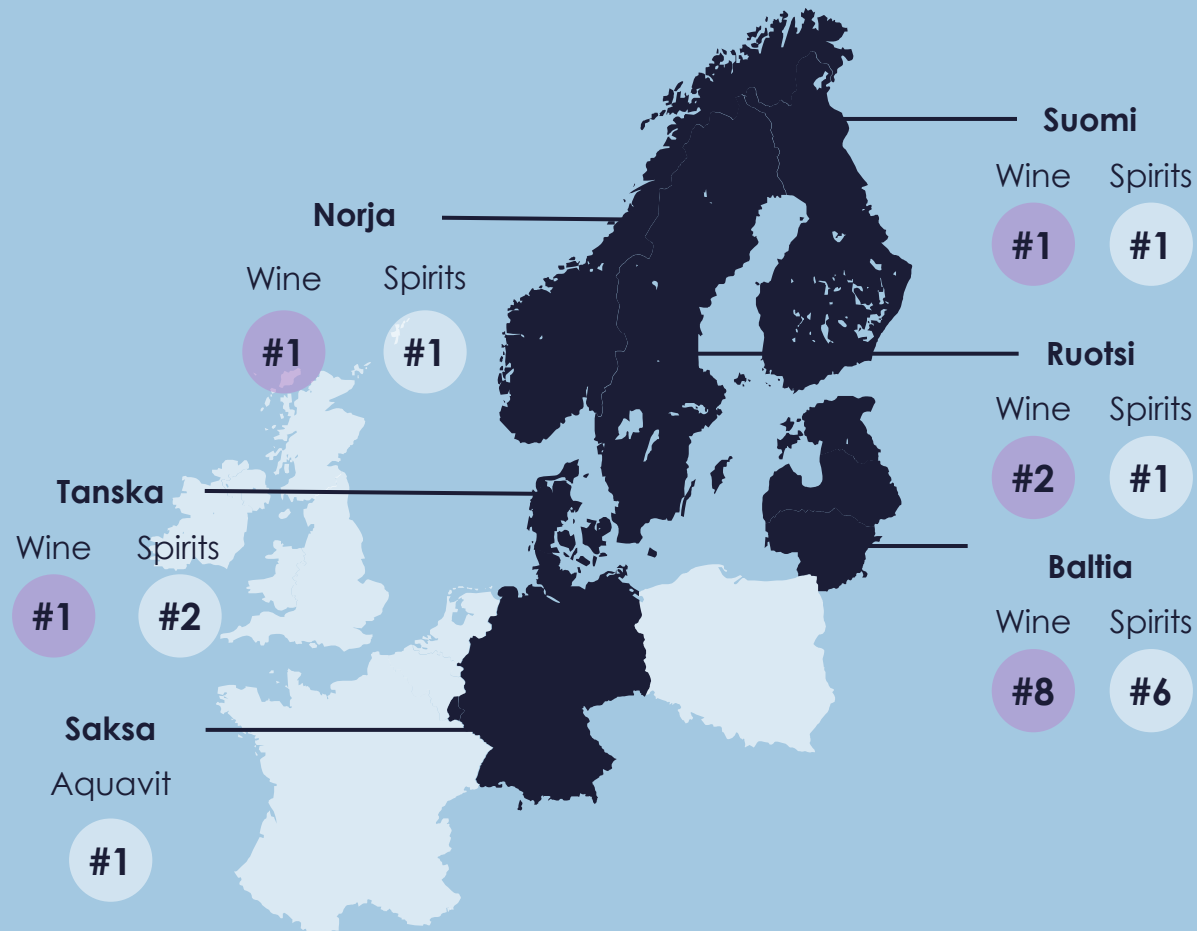 Suomi
Wine Spirits
#1 #1
Norja
Wine Spirits
#1 #1
Ruotsi
Wine Spirits
#2 #1
Tanska
Wine Spirits
#1 #2
Baltia
Wine Spirits
#8 #6
Saksa
Aquavit
#1